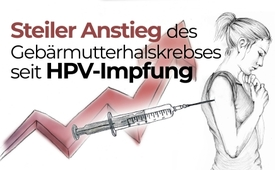 Steiler Anstieg des
Gebärmutterhalskrebses
seit HPV-Impfung